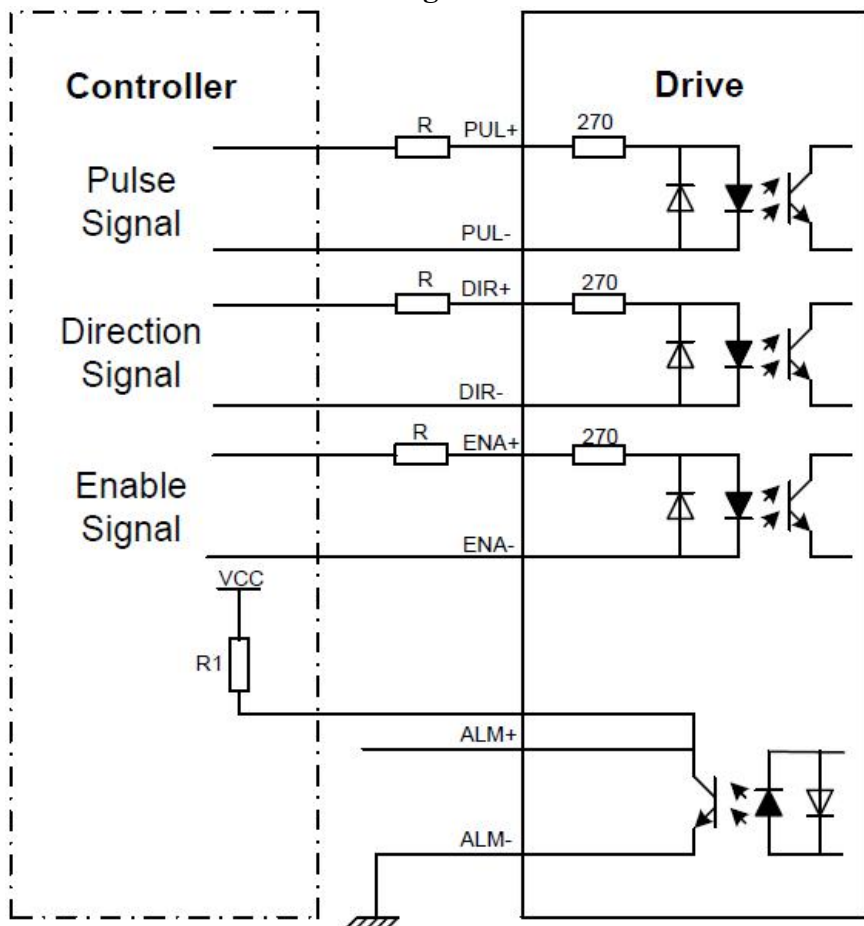 Controller
Drive
R
PUL+
270
Pulse
Signal
PUL-
R
DIR+
270
Direction
Signal
DIR-
R
ENA+
270
Enable
Signal
ENA-
VCC
R1
ALM+
ALM-